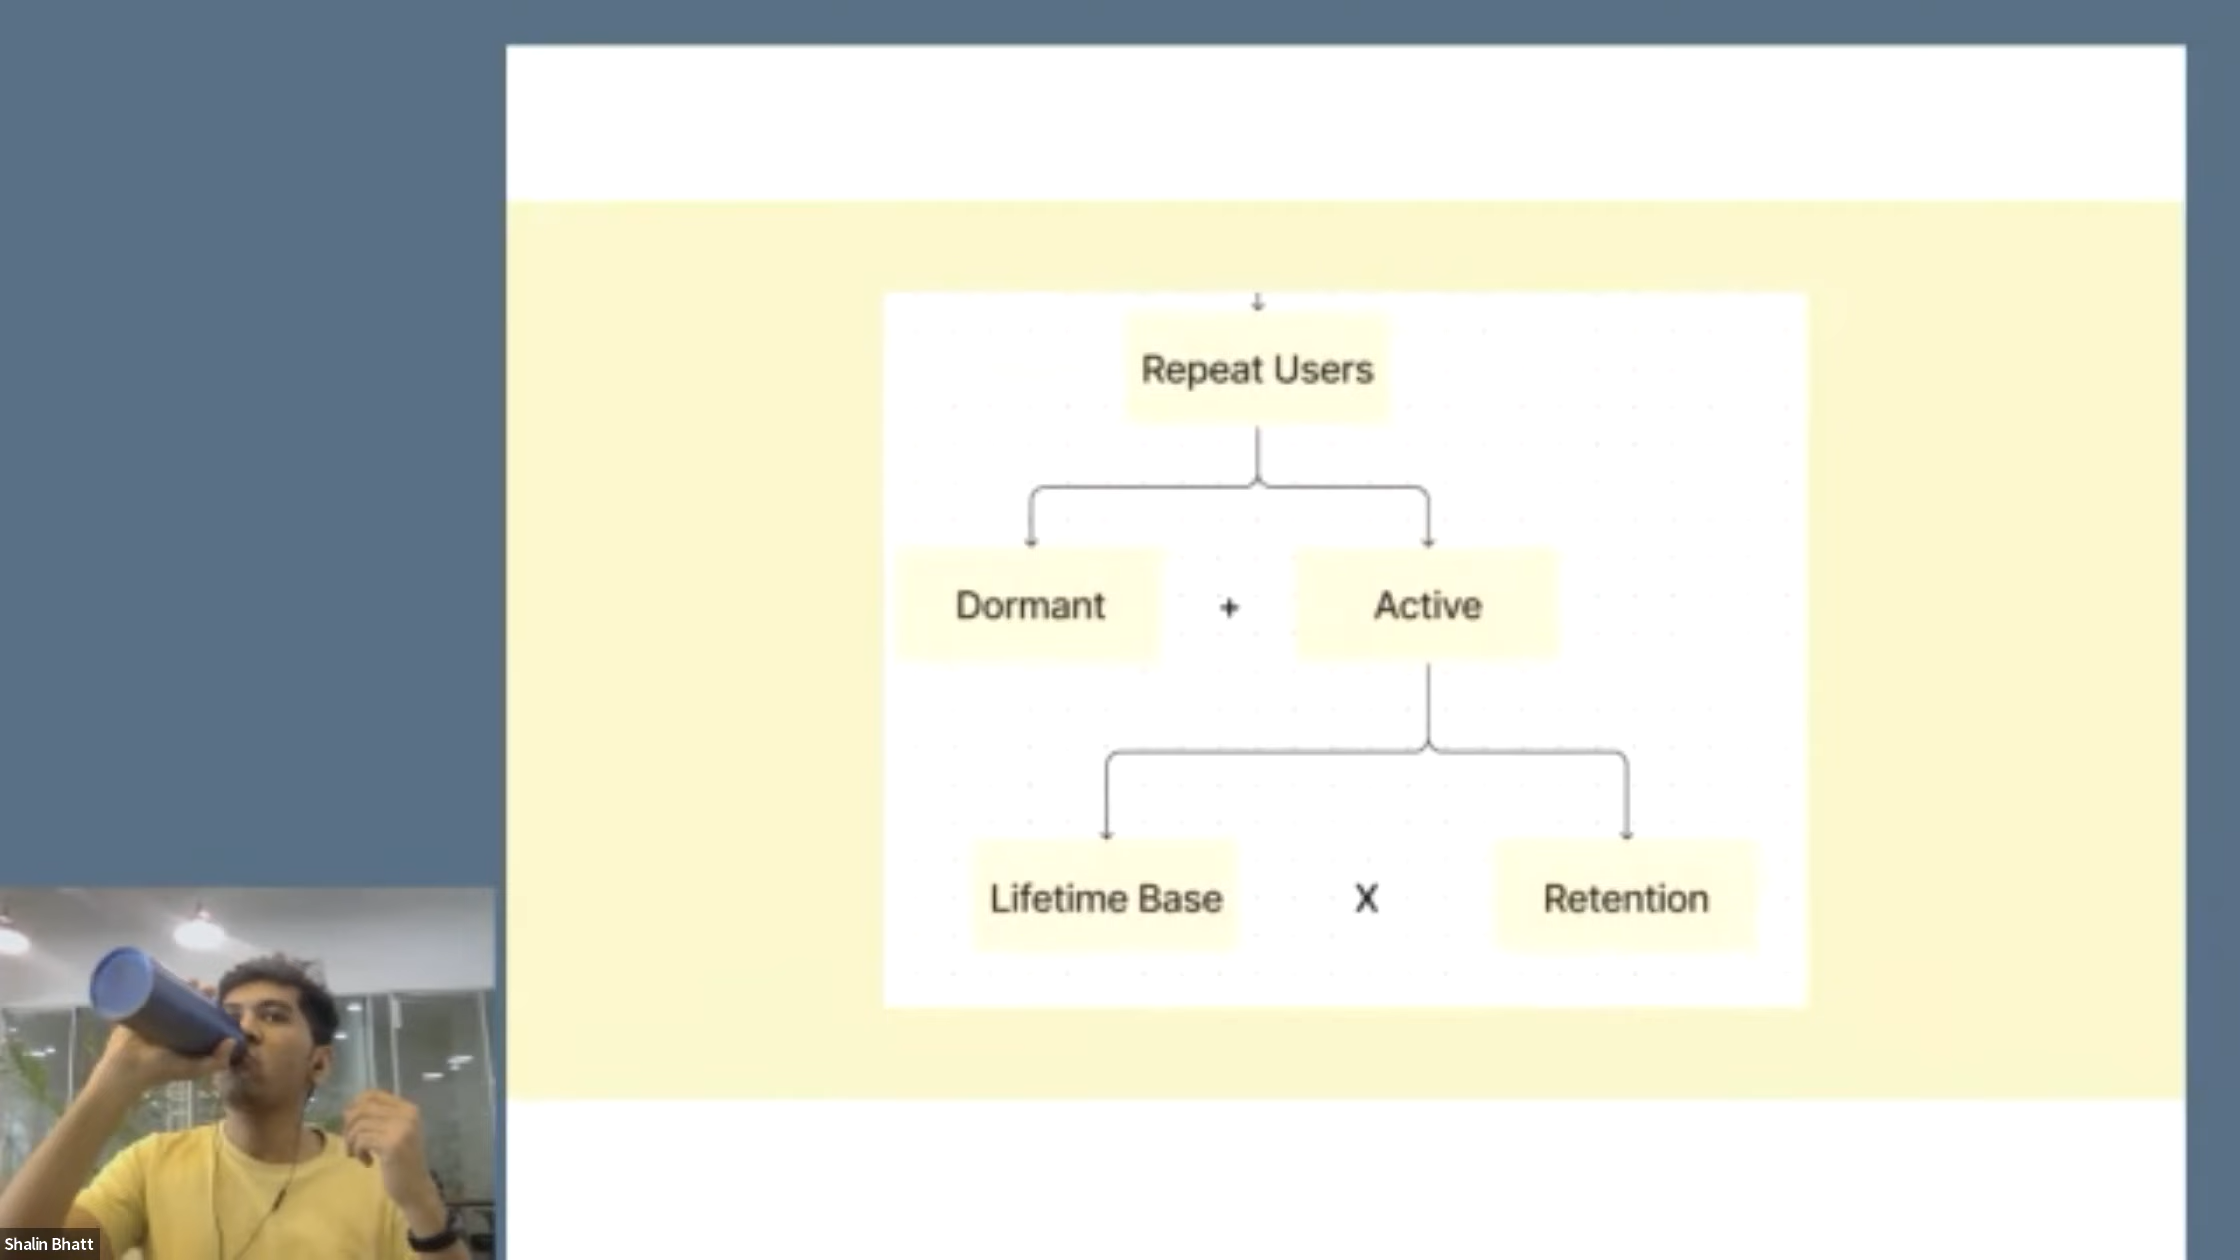 Repeat Users
Dormant + Active
Lifetime Base X Retention
Shalin Bhatt